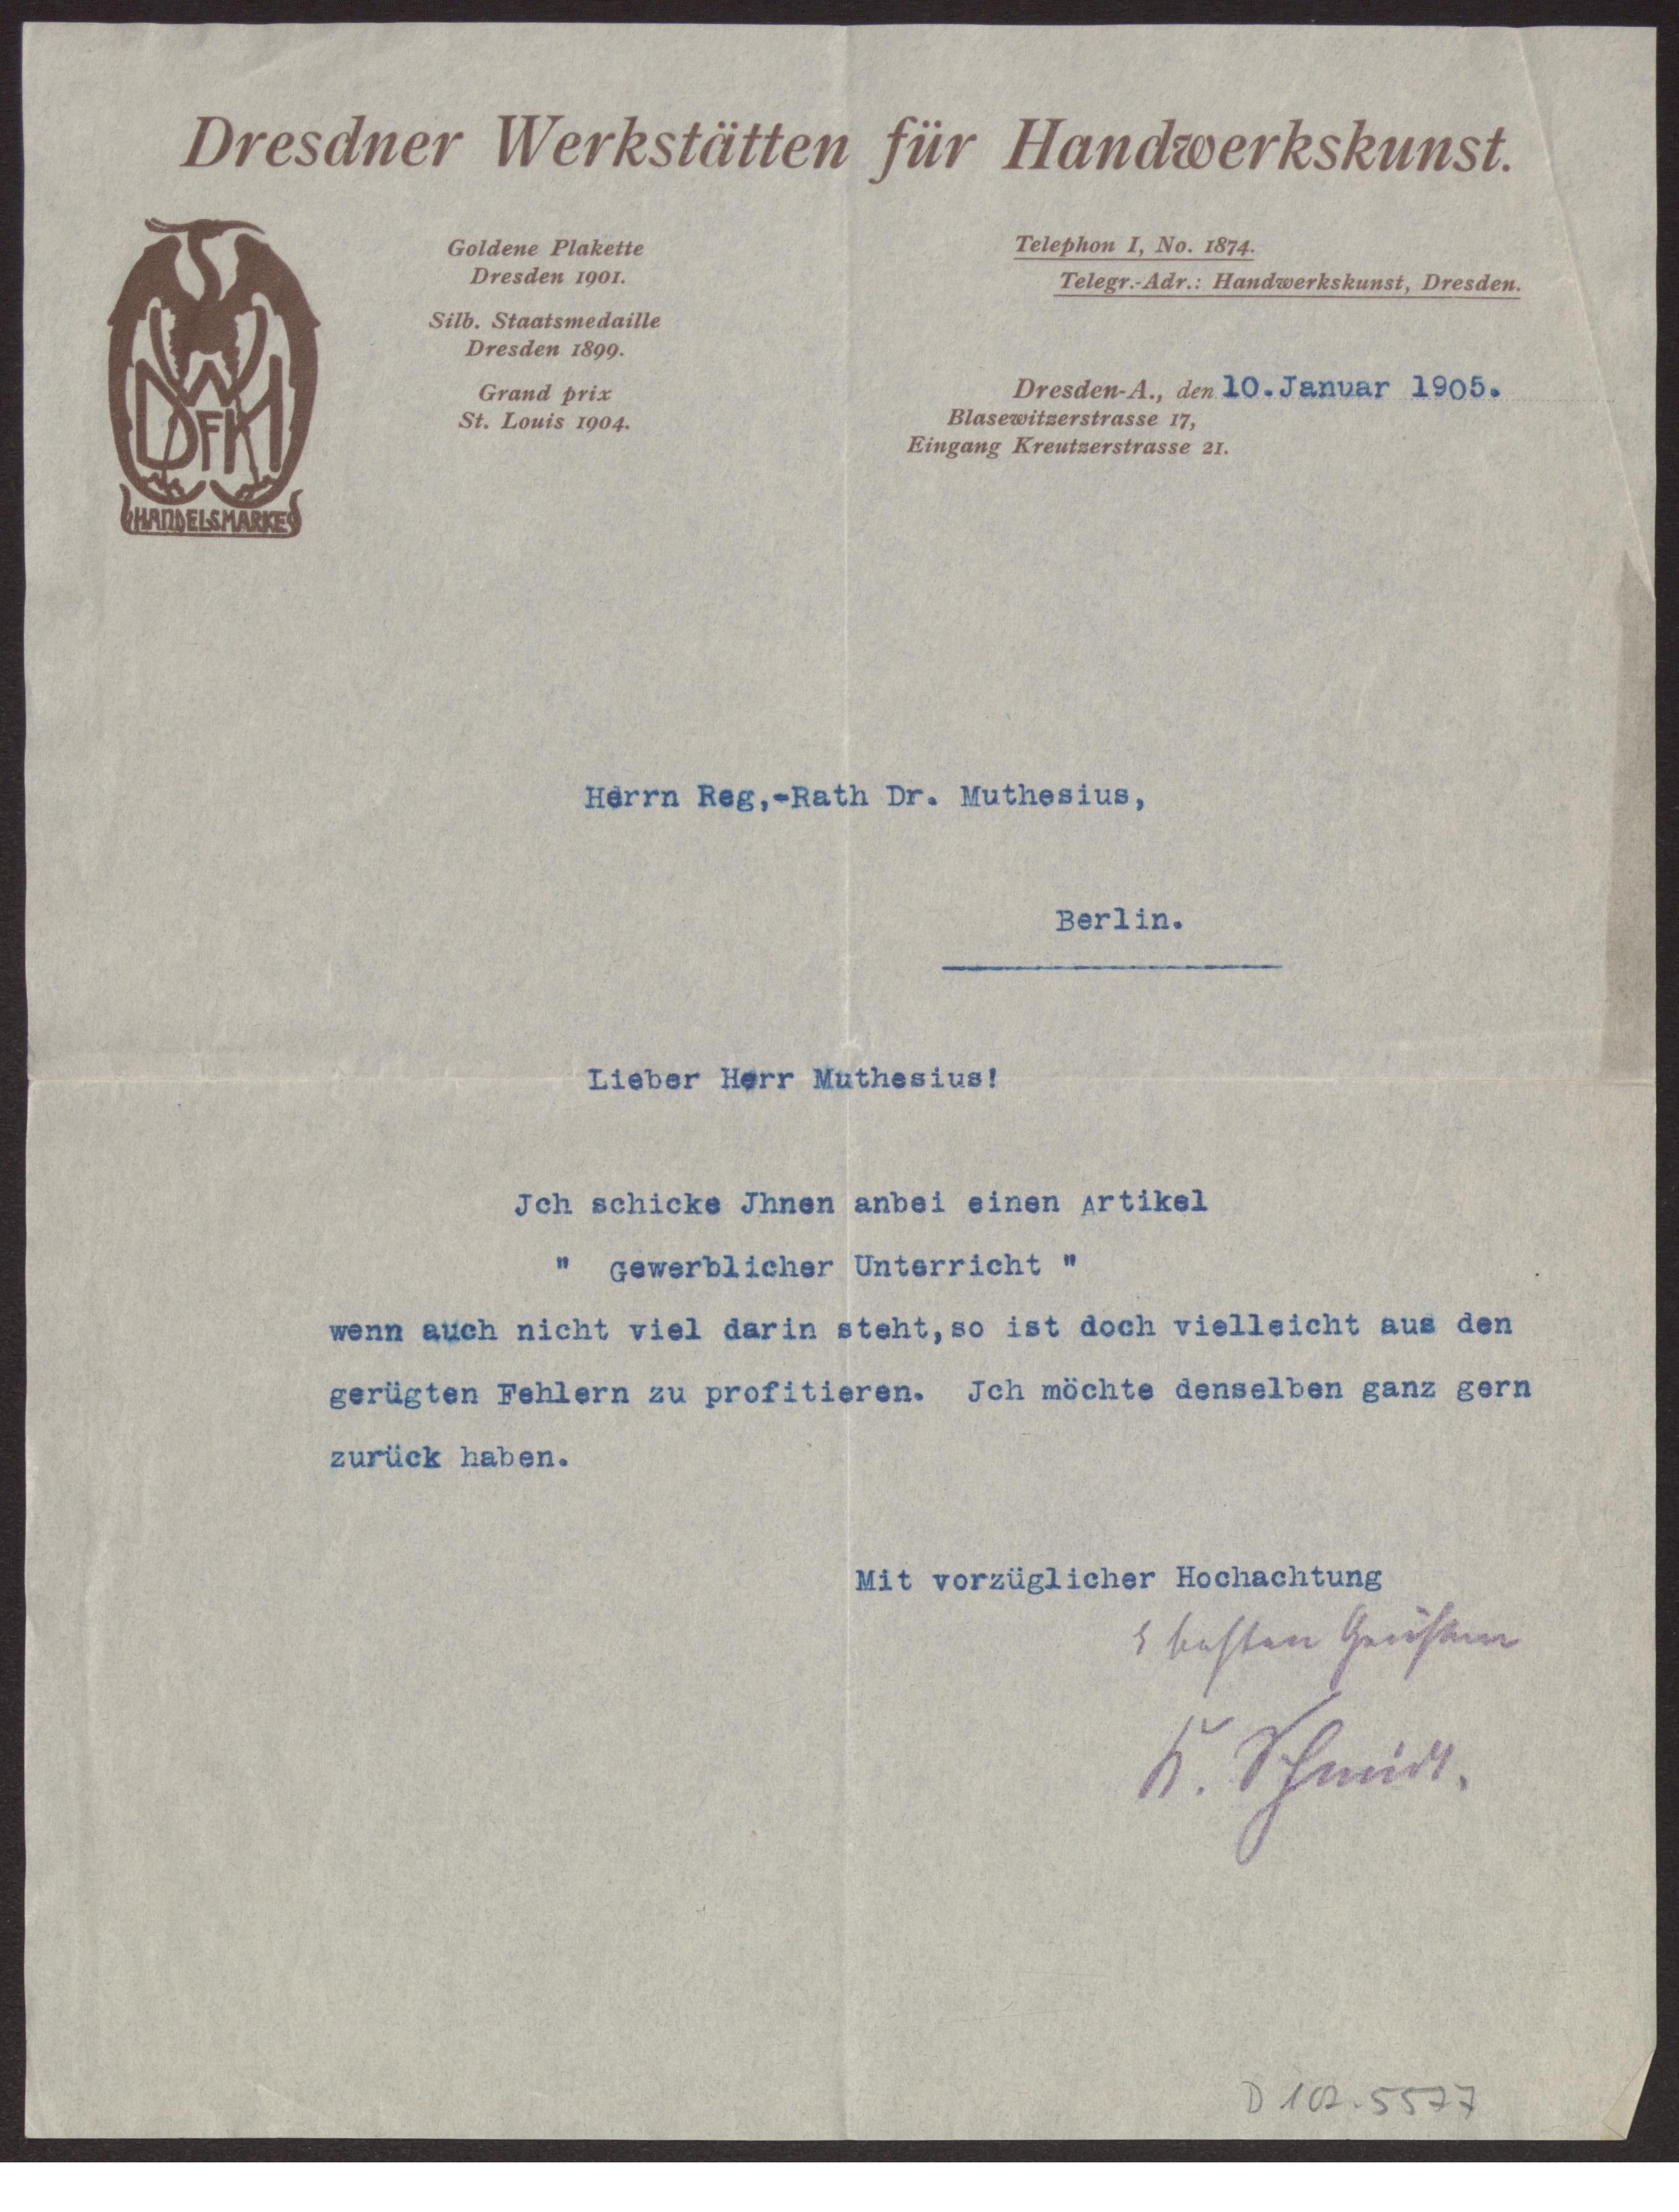 Dresdner Werkstätten für Handwerkskunst.
DWFHK
HANDELSMARKE
Goldene Plakette
Dresden 1901.
Silb. Staatsmedaille
Dresden 1899.
Grand prix
St. Louis 1904.
Telephon I, No. 1874.
Telegr.-Adr.: Handwerkskunst, Dresden.
Dresden-A., den 10.Januar 1905.
Blasewitzerstrasse 17,
Eingang Kreutzerstrasse 21.
Herrn Reg,-Rath Dr. Muthesius,
Berlin.
Lieber Herr Muthesius!
Jch schicke Jhnen anbei einen Artikel
" Gewerblicher Unterricht "
wenn auch nicht viel darin steht,so ist doch vielleicht aus den
gerügten Fehlern zu profitieren. Jch möchte denselben ganz gern
zurück haben.
Mit vorzüglicher Hochachtung
& besten Grüssen
K. Schmidt.
D 102-5577